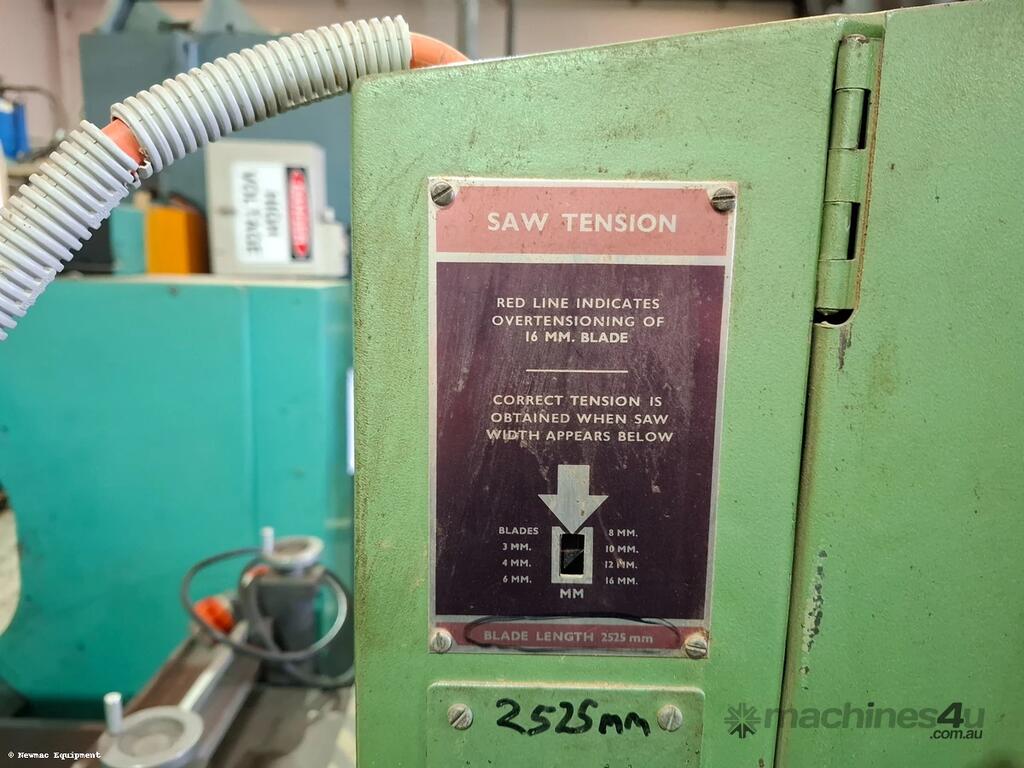 DANGER
HIGH
VOLTAGE
SAW TENSION
RED LINE INDICATES
OVERTENSIONING OF
16 MM. BLADE
CORRECT TENSION IS
OBTAINED WHEN SAW
WIDTH APPEARS BELOW
BLADES 8 MM.
3 MM. 10 MM.
4 MM. 12 MM.
6 MM. 16 MM.
MM
BLADE LENGTH 2525 mm
2525mm
machines4u
.com.au
© Newmac Equipment